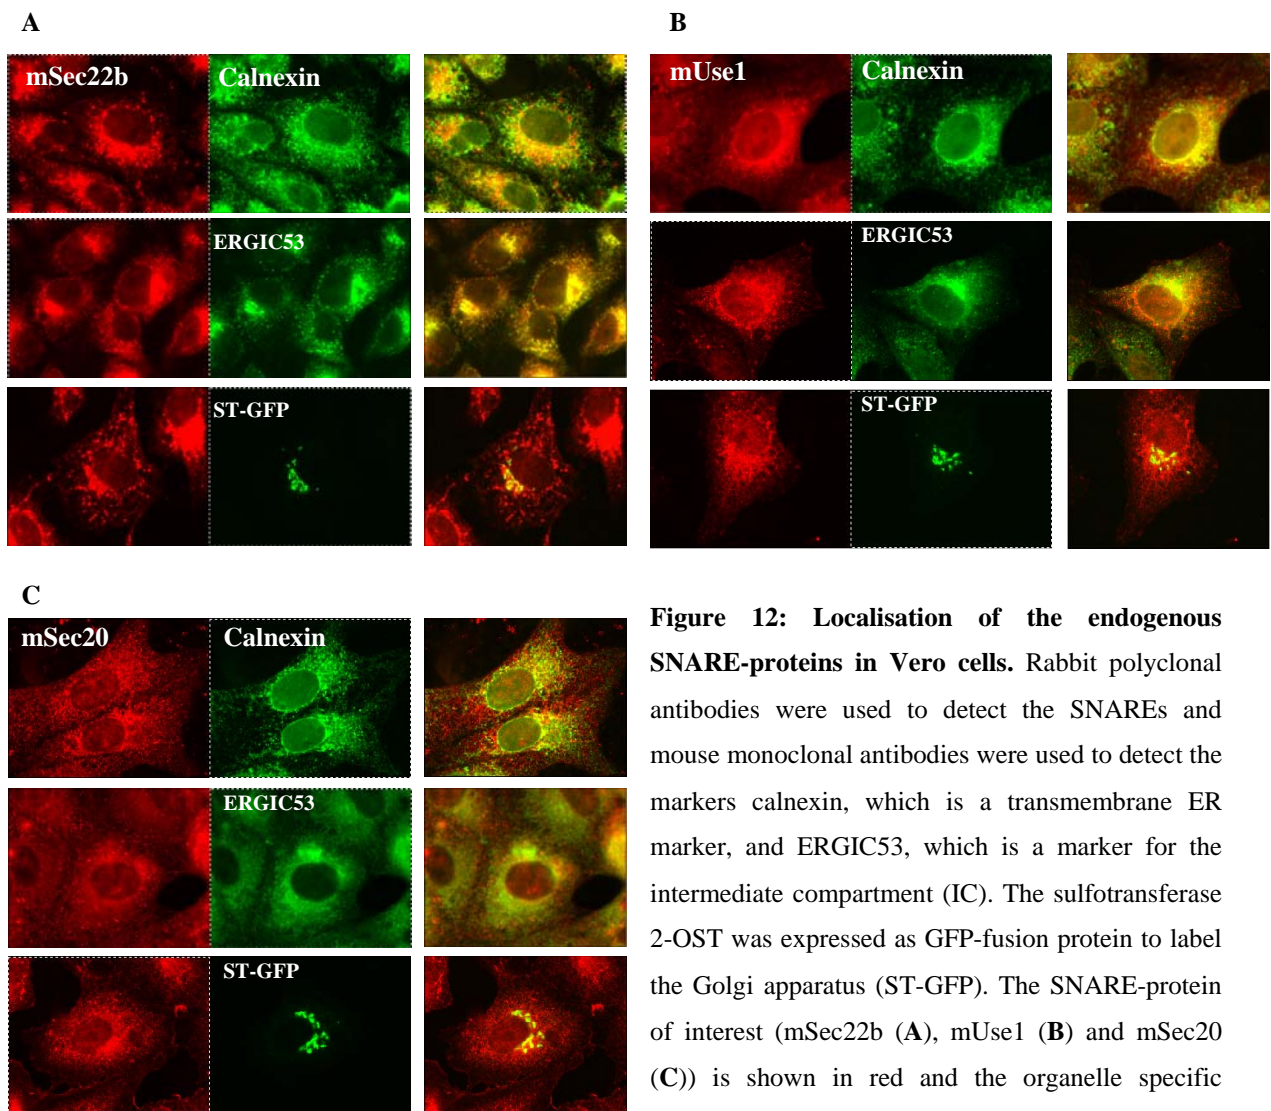 A
mSec22b Calnexin
ERGIC53
ST-GFP
B
mUse1 Calnexin
ERGIC53
ST-GFP
C
mSec20 Calnexin
ERGIC53
ST-GFP
Figure 12: Localisation of the endogenous
SNARE-proteins in Vero cells. Rabbit polyclonal
antibodies were used to detect the SNAREs and
mouse monoclonal antibodies were used to detect the
markers calnexin, which is a transmembrane ER
marker, and ERGIC53, which is a marker for the
intermediate compartment (IC). The sulfotransferase
2-OST was expressed as GFP-fusion protein to label
the Golgi apparatus (ST-GFP). The SNARE-protein
of interest (mSec22b (A), mUse1 (B) and mSec20
(C)) is shown in red and the organelle specific